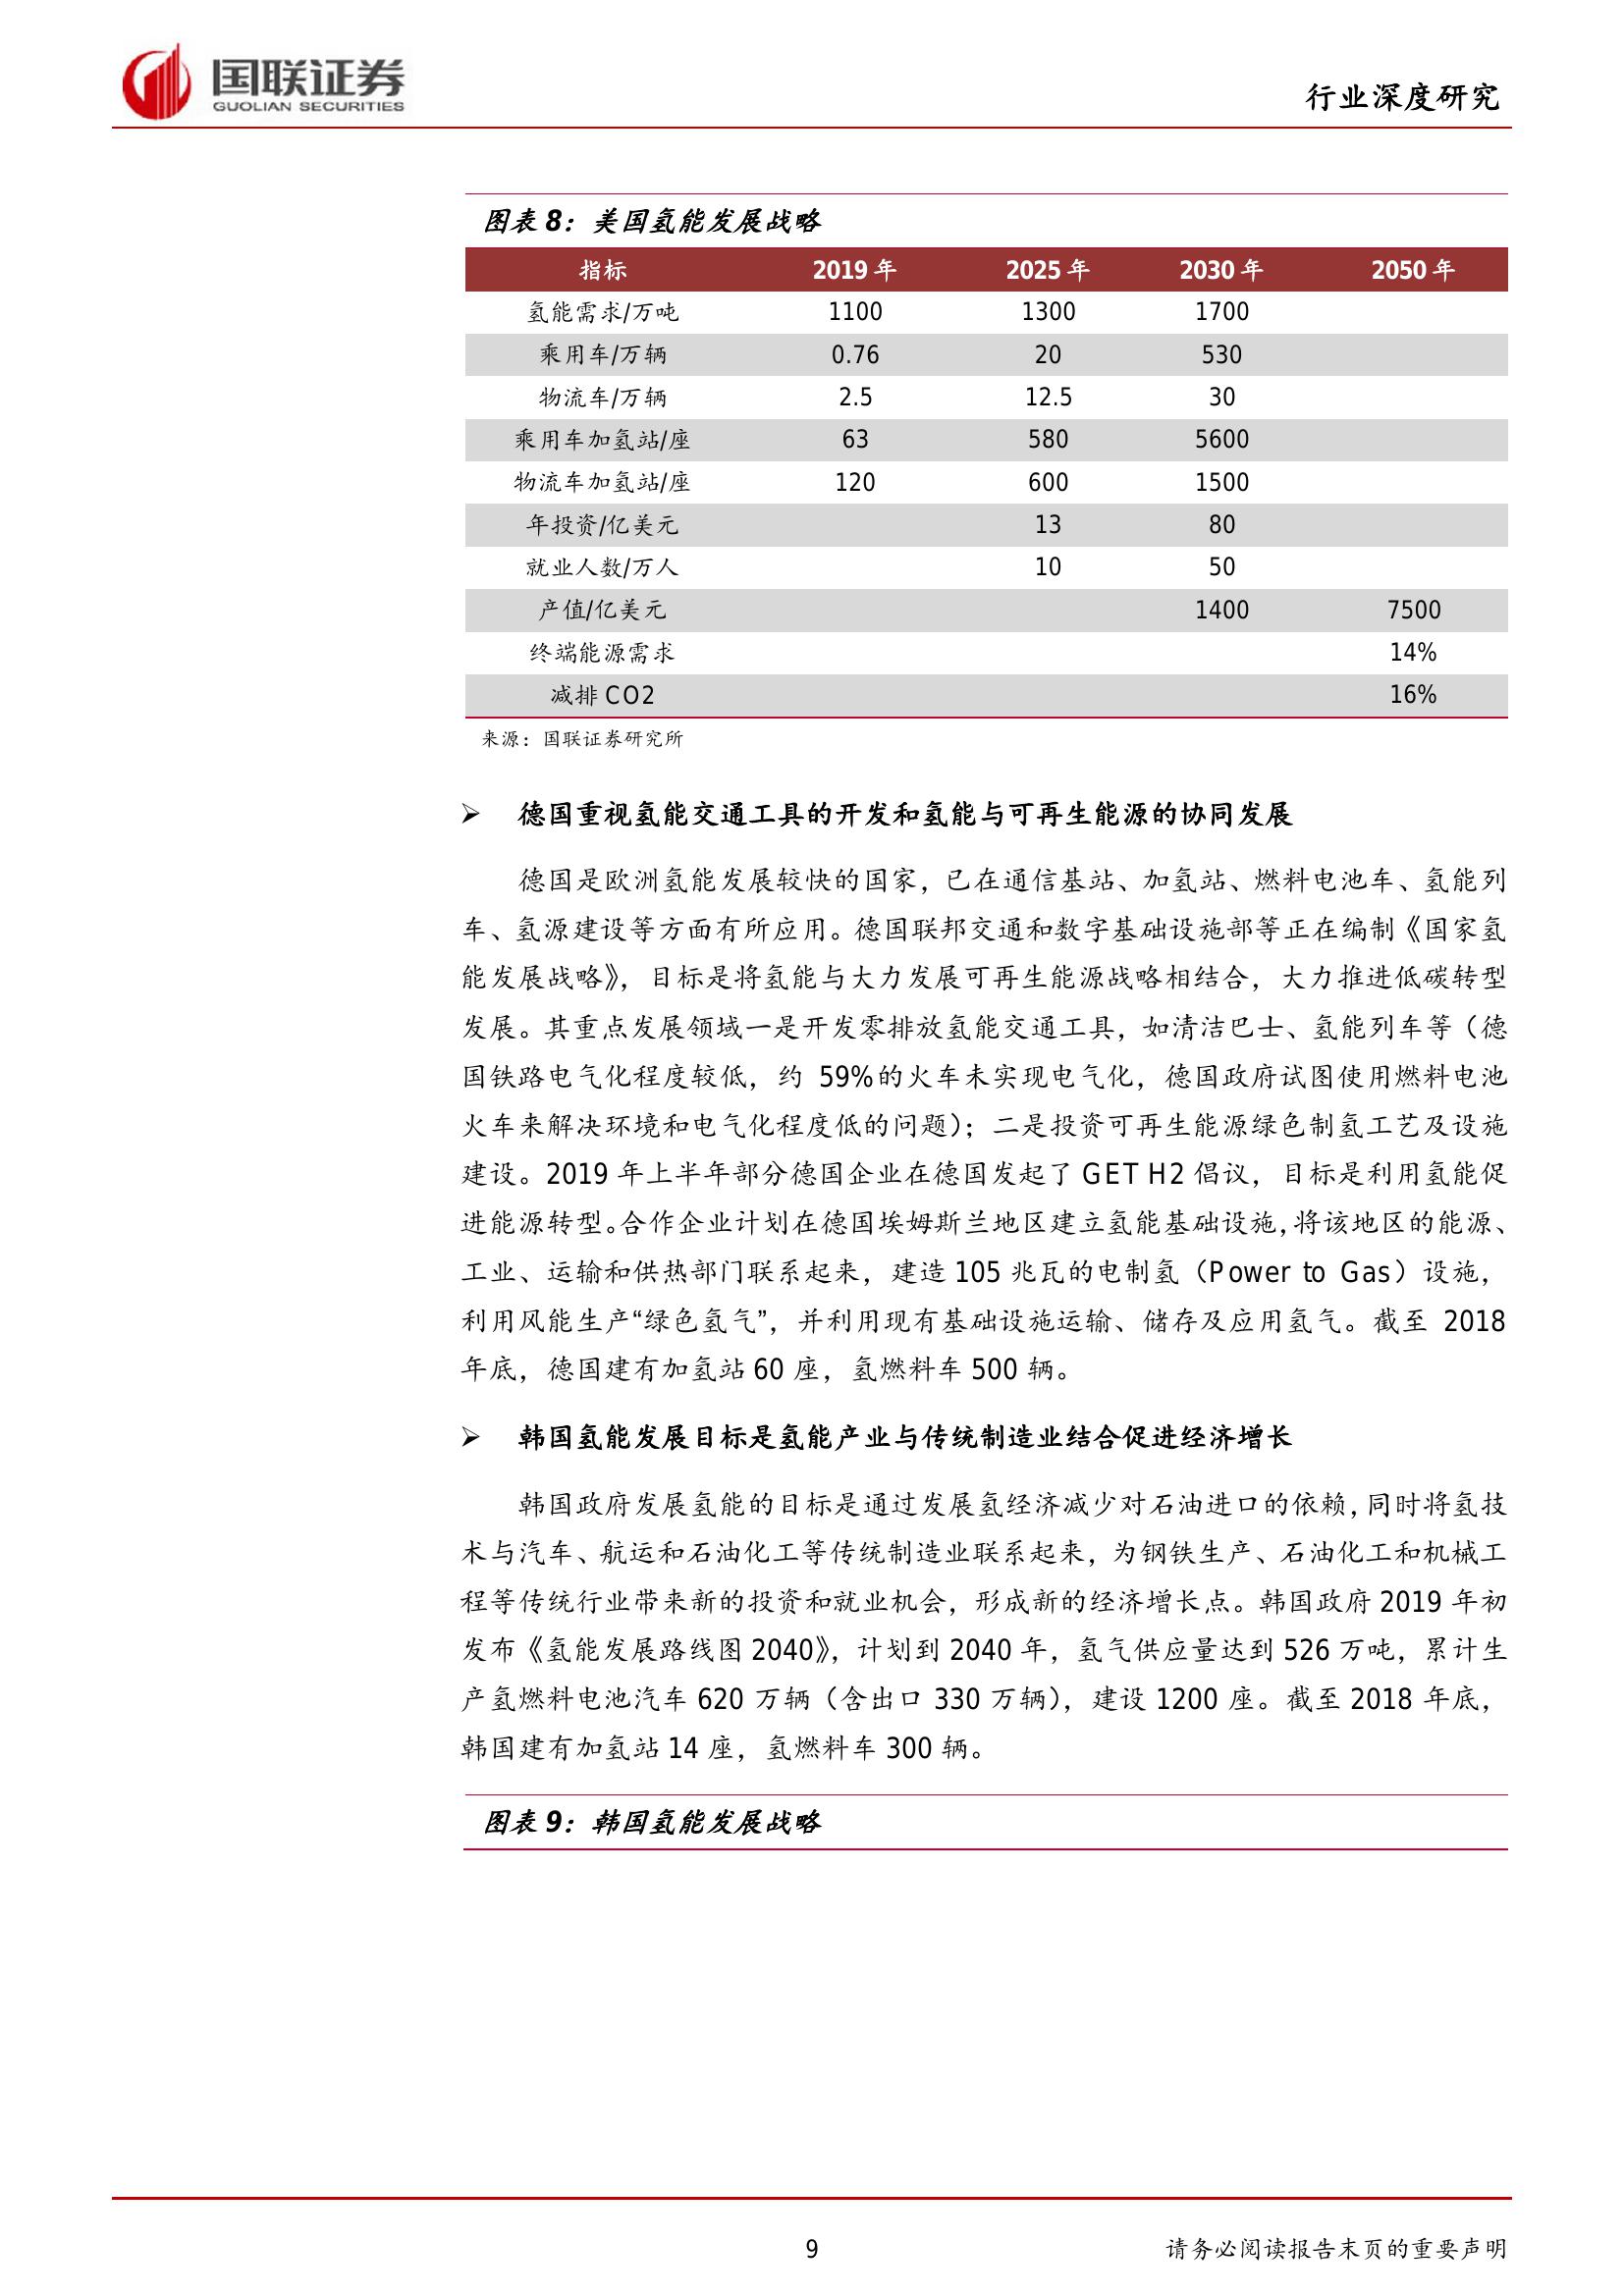 国联证券
GUOLIAN SECURITIES
行业深度研究
图表 8：美国氢能发展战略
指标 2019 年 2025 年 2030 年 2050 年
氢能需求/万吨 1100 1300 1700
乘用车/万辆 0.76 20 530
物流车/万辆 2.5 12.5 30
乘用车加氢站/座 63 580 5600
物流车加氢站/座 120 600 1500
年投资/亿美元 13 80
就业人数/万人 10 50
产值/亿美元 1400 7500
终端能源需求 14%
减排 CO2 16%
来源：国联证券研究所
➢ 德国重视氢能交通工具的开发和氢能与可再生能源的协同发展
德国是欧洲氢能发展较快的国家，已在通信基站、加氢站、燃料电池车、氢能列
车、氢源建设等方面有所应用。德国联邦交通和数字基础设施部等正在编制《国家氢
能发展战略》，目标是将氢能与大力发展可再生能源战略相结合，大力推进低碳转型
发展。其重点发展领域一是开发零排放氢能交通工具，如清洁巴士、氢能列车等（德
国铁路电气化程度较低，约 59%的火车未实现电气化，德国政府试图使用燃料电池
火车来解决环境和电气化程度低的问题）；二是投资可再生能源绿色制氢工艺及设施
建设。2019 年上半年部分德国企业在德国发起了 GET H2 倡议，目标是利用氢能促
进能源转型。合作企业计划在德国埃姆斯兰地区建立氢能基础设施，将该地区的能源、
工业、运输和供热部门联系起来，建造 105 兆瓦的电制氢（Power to Gas）设施，
利用风能生产“绿色氢气”，并利用现有基础设施运输、储存及应用氢气。截至 2018
年底，德国建有加氢站 60 座，氢燃料车 500 辆。
➢ 韩国氢能发展目标是氢能产业与传统制造业结合促进经济增长
韩国政府发展氢能的目标是通过发展氢经济减少对石油进口的依赖，同时将氢技
术与汽车、航运和石油化工等传统制造业联系起来，为钢铁生产、石油化工和机械工
程等传统行业带来新的投资和就业机会，形成新的经济增长点。韩国政府 2019 年初
发布《氢能发展路线图 2040》，计划到 2040 年，氢气供应量达到 526 万吨，累计生
产氢燃料电池汽车 620 万辆（含出口 330 万辆），建设 1200 座。截至 2018 年底，
韩国建有加氢站 14 座，氢燃料车 300 辆。
图表 9：韩国氢能发展战略
9
请务必阅读报告末页的重要声明